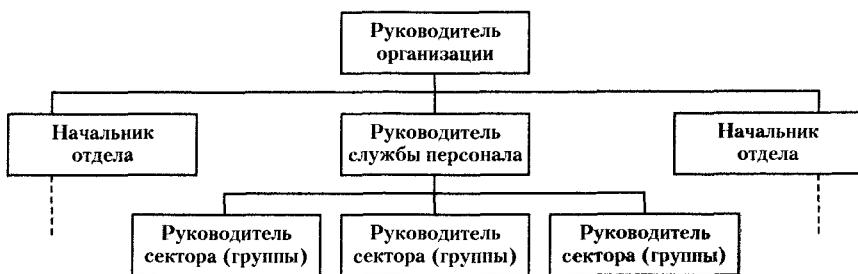 Руководитель
организации
Начальник
отдела
Руководитель
службы персонала
Начальник
отдела
Руководитель
сектора (группы)
Руководитель
сектора (группы)
Руководитель
сектора (группы)